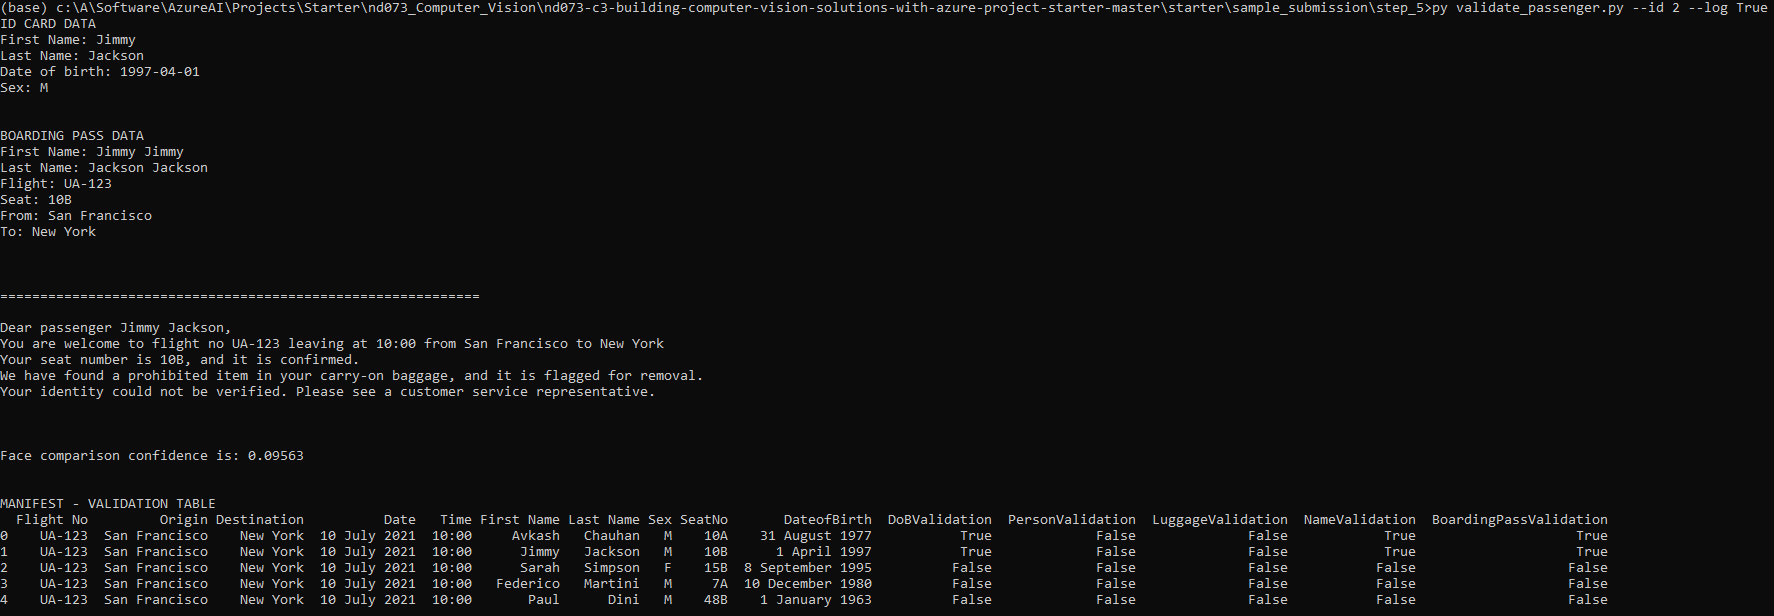 (base) c:\A\Software\AzureAI\Projects\Starter\nd073_Computer_Vision\nd073-c3-building-computer-vision-solutions-with-azure-project-starter-master\starter\sample_submission\step_5>py validate_passenger.py --id 2 --log True
ID CARD DATA
First Name: Jimmy
Last Name: Jackson
Date of birth: 1997-04-01
Sex: M
BOARDING PASS DATA
First Name: Jimmy Jimmy
Last Name: Jackson Jackson
Flight: UA-123
Seat: 10B
From: San Francisco
To: New York
============================================================
Dear passenger Jimmy Jackson,
You are welcome to flight no UA-123 leaving at 10:00 from San Francisco to New York
Your seat number is 10B, and it is confirmed.
We have found a prohibited item in your carry-on baggage, and it is flagged for removal.
Your identity could not be verified. Please see a customer service representative.
Face comparison confidence is: 0.09563
MANIFEST - VALIDATION TABLE
Flight No Origin Destination Date Time First Name Last Name Sex SeatNo DateofBirth DoBValidation PersonValidation LuggageValidation NameValidation BoardingPassValidation
0 UA-123 San Francisco New York 10 July 2021 10:00 Avkash Chauhan M 10A 31 August 1977 True False False True True
1 UA-123 San Francisco New York 10 July 2021 10:00 Jimmy Jackson M 10B 1 April 1997 True False False True True
2 UA-123 San Francisco New York 10 July 2021 10:00 Sarah Simpson F 15B 8 September 1995 False False False False False
3 UA-123 San Francisco New York 10 July 2021 10:00 Federico Martini M 7A 10 December 1980 False False False False False
4 UA-123 San Francisco New York 10 July 2021 10:00 Paul Dini M 48B 1 January 1963 False False False False False